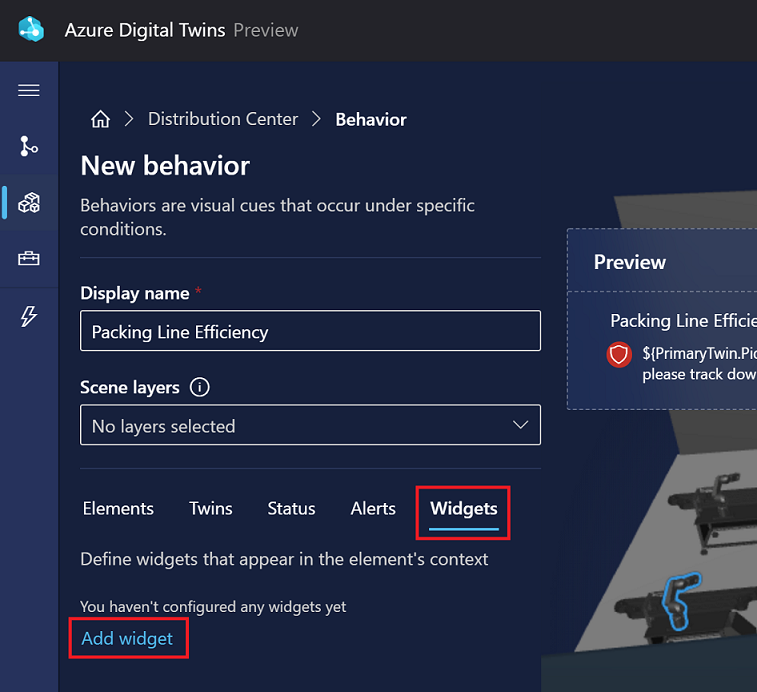 Azure Digital Twins Preview
Distribution Center
Behavior
New behavior
Behaviors are visual cues that occur under specific
conditions.
Display name *
Packing Line Efficiency
Scene layers
No layers selected
Elements Twins Status Alerts Widgets
Define widgets that appear in the element's context
You haven't configured any widgets yet
Add widget
Preview
Packing Line Efficie
${PrimaryTwin.Pic
please track dow